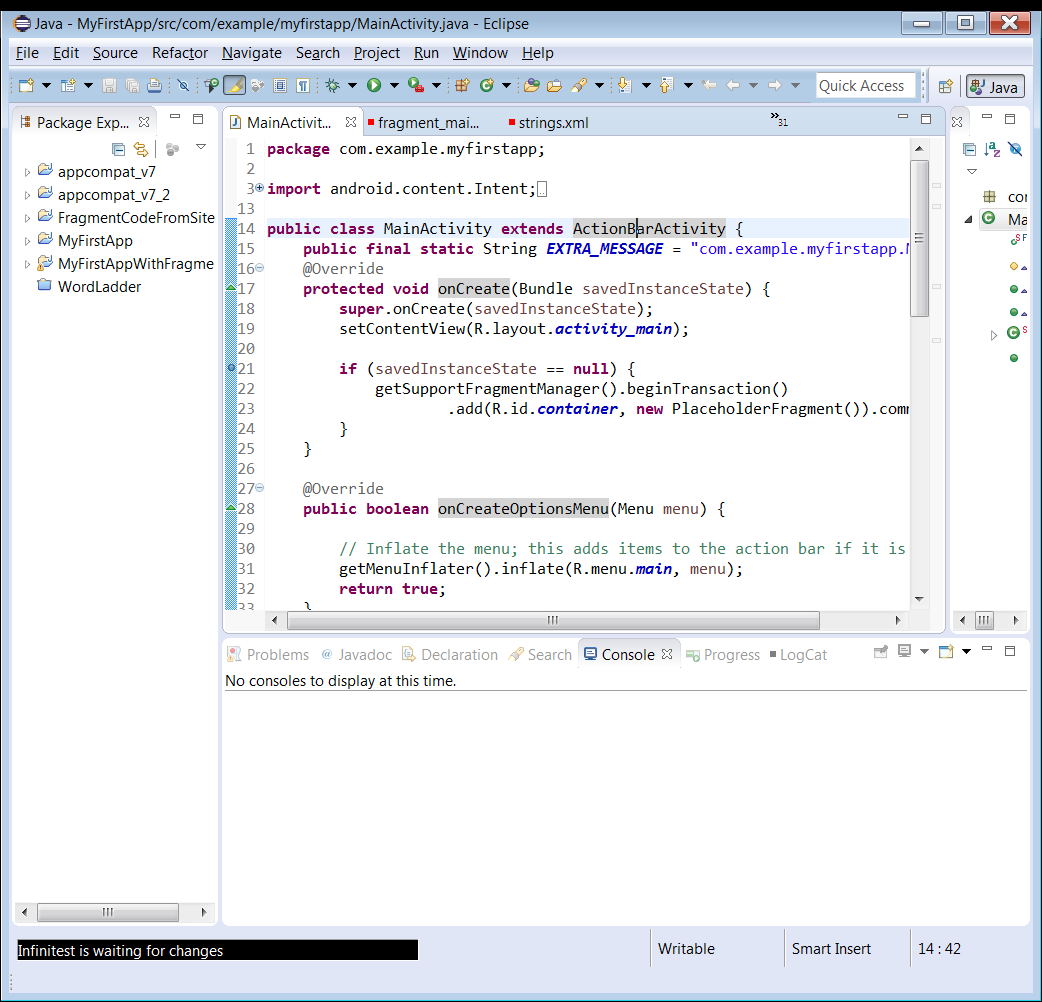 Java - MyFirstApp/src/com/example/myfirstapp/MainActivity.java - Eclipse
File Edit Source Refactor Navigate Search Project Run Window Help
Quick Access
Java
Package Exp...
appcompat_v7
appcompat_v7_2
FragmentCodeFromSite
MyFirstApp
MyFirstAppWithFragme
WordLadder
MainActivit... fragment_mai... strings.xml »31
1 package com.example.myfirstapp;
2
3 import android.content.Intent;
13
14 public class MainActivity extends ActionBarActivity {
15 public final static String EXTRA_MESSAGE = "com.example.myfirstapp.M
16 @Override
17 protected void onCreate(Bundle savedInstanceState) {
18 super.onCreate(savedInstanceState);
19 setContentView(R.layout.activity_main);
20
21 if (savedInstanceState == null) {
22 getSupportFragmentManager().beginTransaction()
23 .add(R.id.container, new PlaceholderFragment()).comm
24 }
25 }
26
27 @Override
28 public boolean onCreateOptionsMenu(Menu menu) {
29
30 // Inflate the menu; this adds items to the action bar if it is
31 getMenuInflater().inflate(R.menu.main, menu);
32 return true;
33 }
cor
Ma
Problems @ Javadoc Declaration Search Console Progress LogCat
No consoles to display at this time.
Infinitest is waiting for changes
Writable
Smart Insert
14 : 42